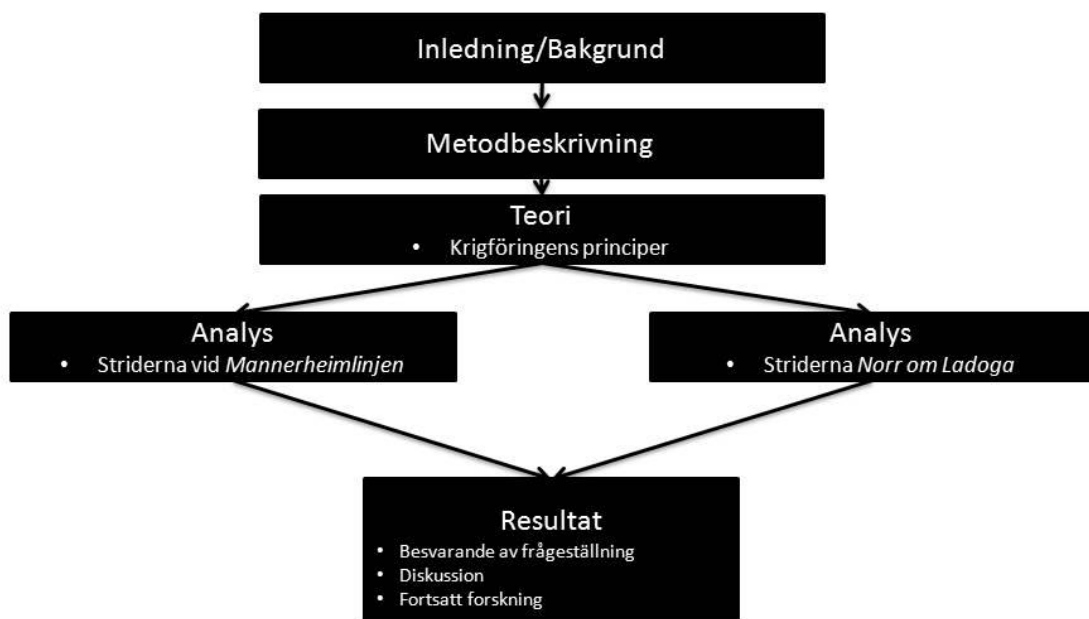 Inledning/Bakgrund
Metodbeskrivning
Teori
• Krigföringens principer
Analys
• Striderna vid Mannerheimlinjen
Analys
• Striderna Norr om Ladoga
Resultat
• Besvarande av frågeställning
• Diskussion
• Fortsatt forskning